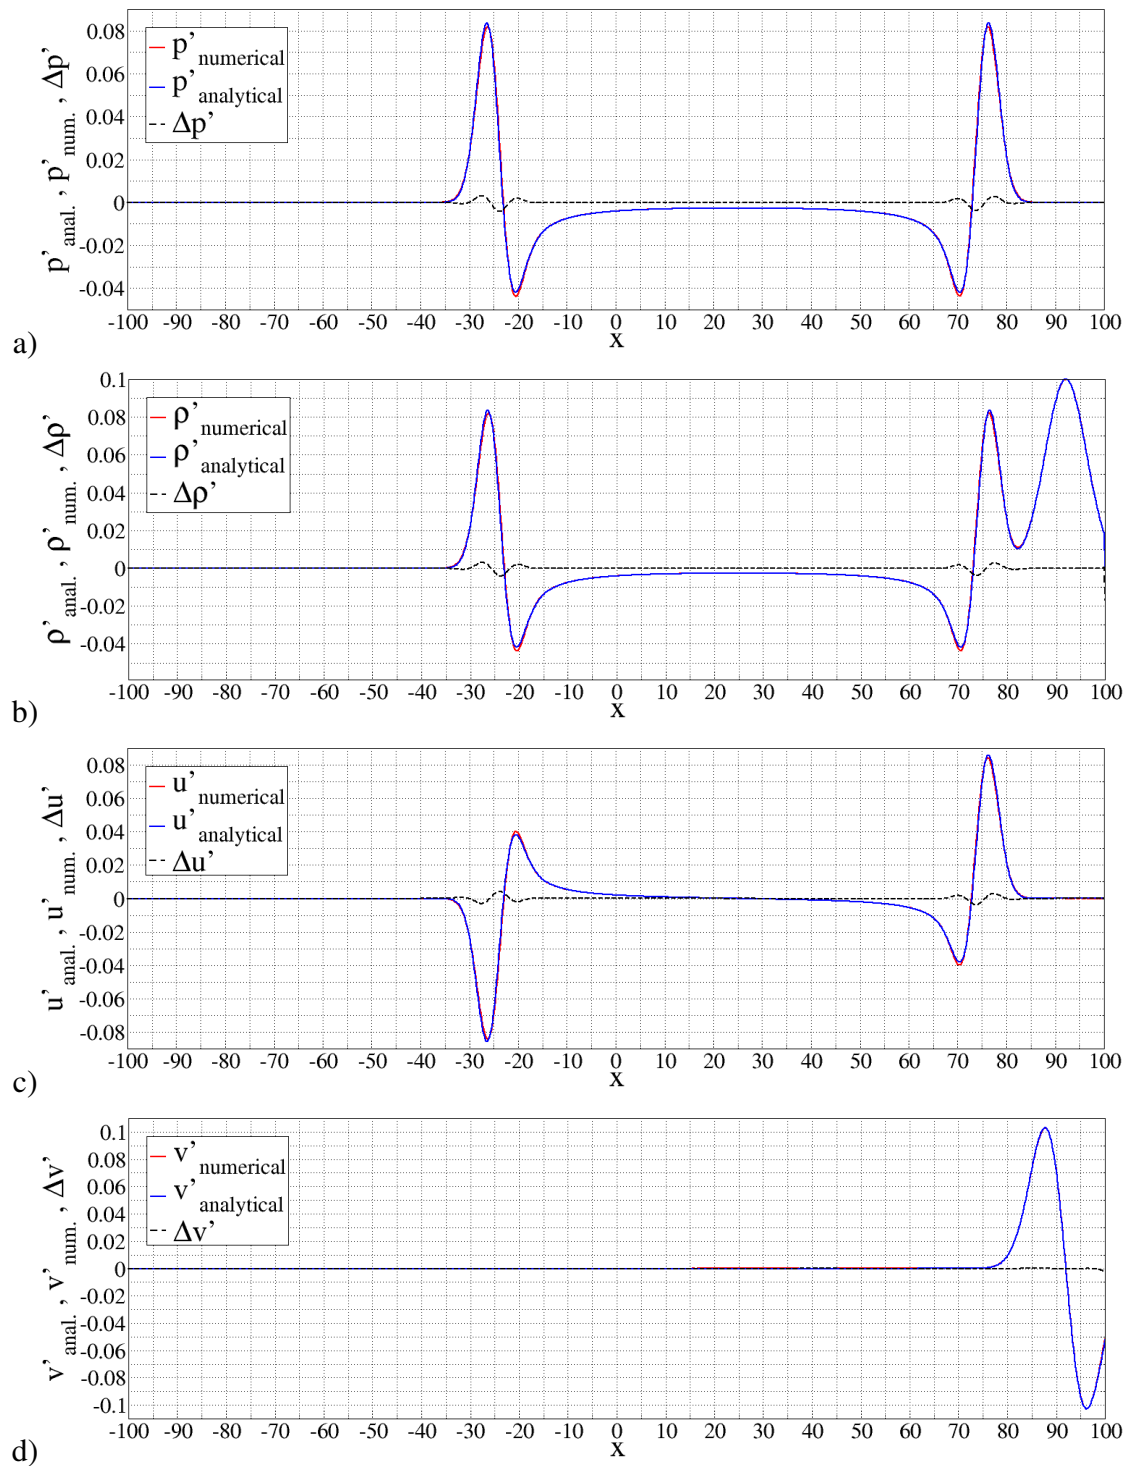 p'anal. , p'num. , Δp'
0.08
0.06
0.04
0.02
0
-0.02
-0.04
p'numerical
p'analytical
Δp'
-100 -90 -80 -70 -60 -50 -40 -30 -20 -10 0 10 20 30 40 50 60 70 80 90 100
x
a)
ρ'anal. , ρ'num. , Δρ'
0.1
0.08
0.06
0.04
0.02
0
-0.02
-0.04
ρ'numerical
ρ'analytical
Δρ'
-100 -90 -80 -70 -60 -50 -40 -30 -20 -10 0 10 20 30 40 50 60 70 80 90 100
x
b)
u'anal. , u'num. , Δu'
0.08
0.06
0.04
0.02
0
-0.02
-0.04
-0.06
-0.08
u'numerical
u'analytical
Δu'
-100 -90 -80 -70 -60 -50 -40 -30 -20 -10 0 10 20 30 40 50 60 70 80 90 100
x
c)
v'anal. , v'num. , Δv'
0.1
0.08
0.06
0.04
0.02
0
-0.02
-0.04
-0.06
-0.08
-0.1
v'numerical
v'analytical
Δv'
-100 -90 -80 -70 -60 -50 -40 -30 -20 -10 0 10 20 30 40 50 60 70 80 90 100
x
d)